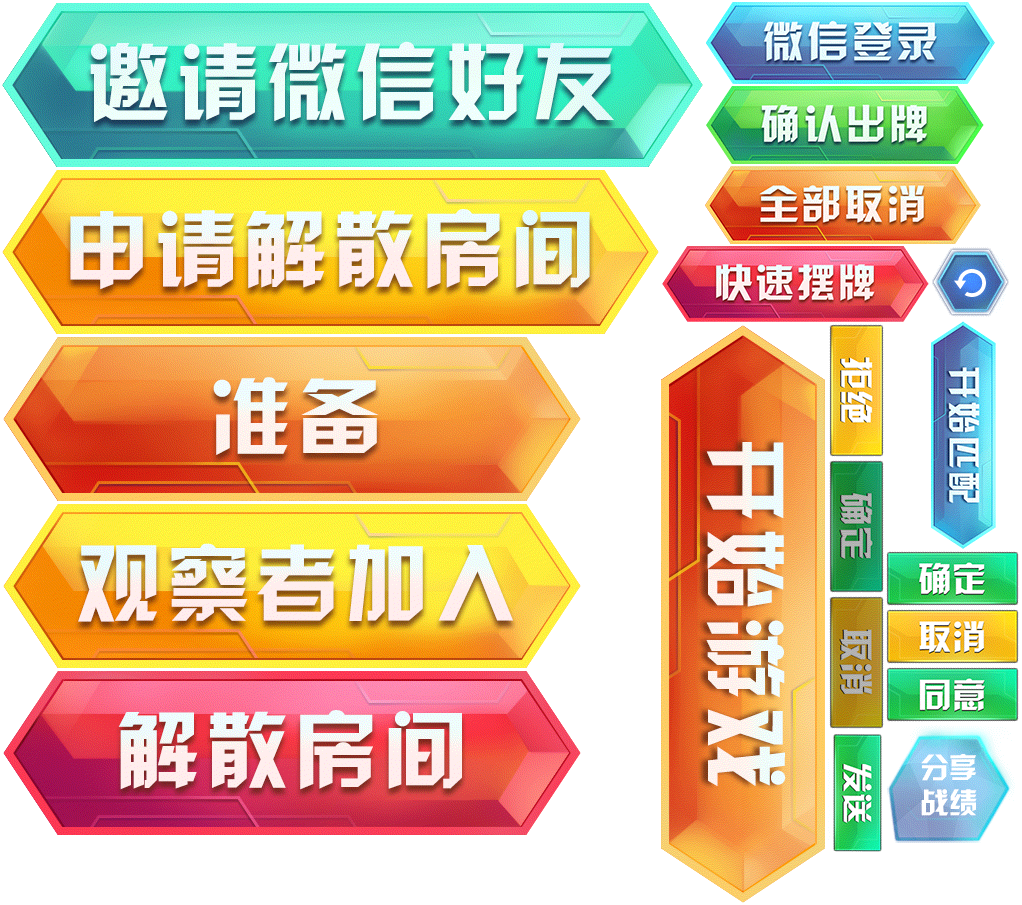 邀请微信好友
申请解散房间
准备
观察者加入
解散房间
微信登录
确认出牌
全部取消
快速摆牌
开始游戏
拒绝
确定
取消
发送
开始匹配
确定
取消
同意
分享
战绩